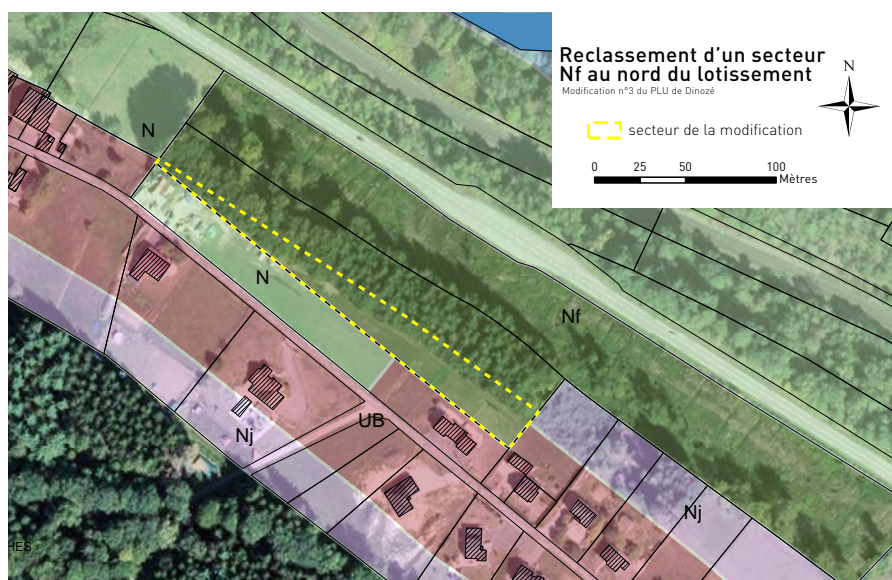 Reclassement d'un secteur
Nf au nord du lotissement
Modification n°3 du PLU de Dinozé
N
secteur de la modification
0 25 50 100
Mètres
N
N
Nf
UB
Nj
Nj
HES